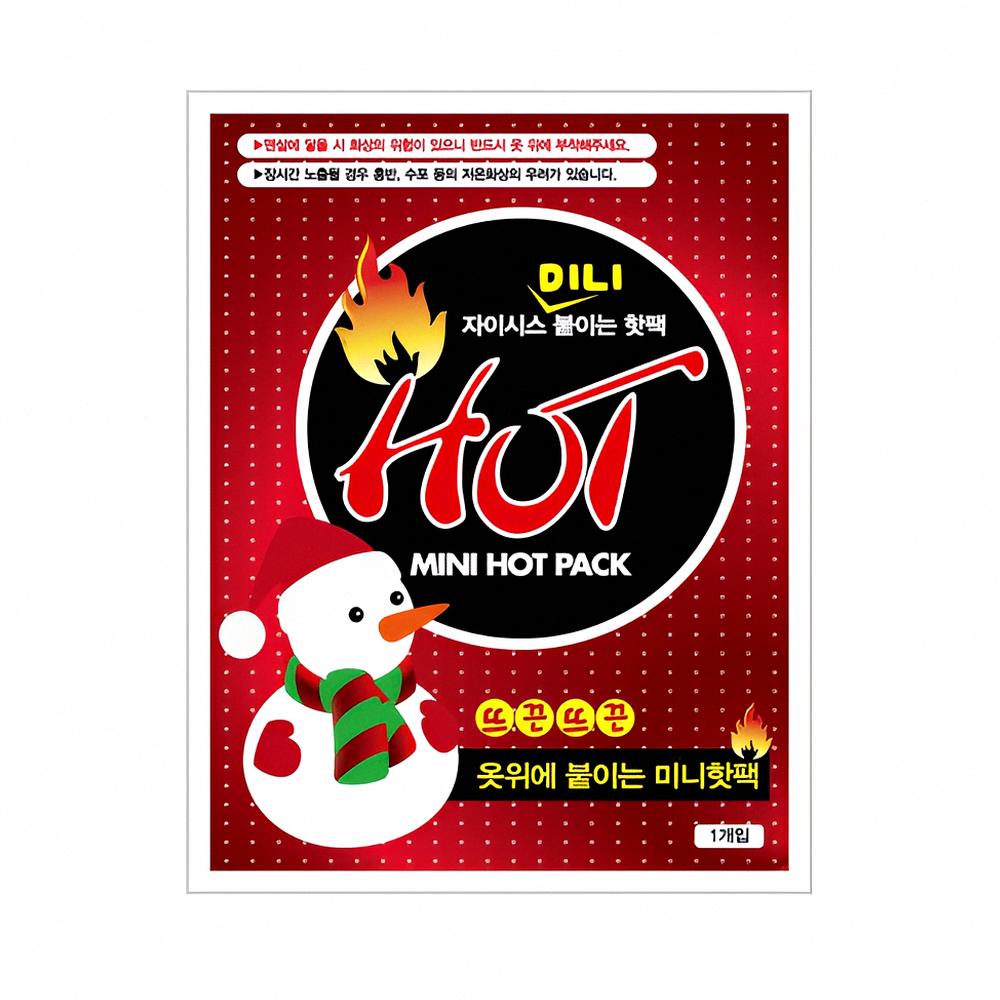 ▶맨살에 닿을 시 화상의 위험이 있으니 반드시 옷 위에 부착해주세요.
▶장시간 노출될 경우 홍반, 수포 등의 저온화상의 우려가 있습니다.
DILI
자이시스 붙이는 핫팩
HOT
MINI HOT PACK
뜨끈뜨끈
옷위에 붙이는 미니핫팩
1개입